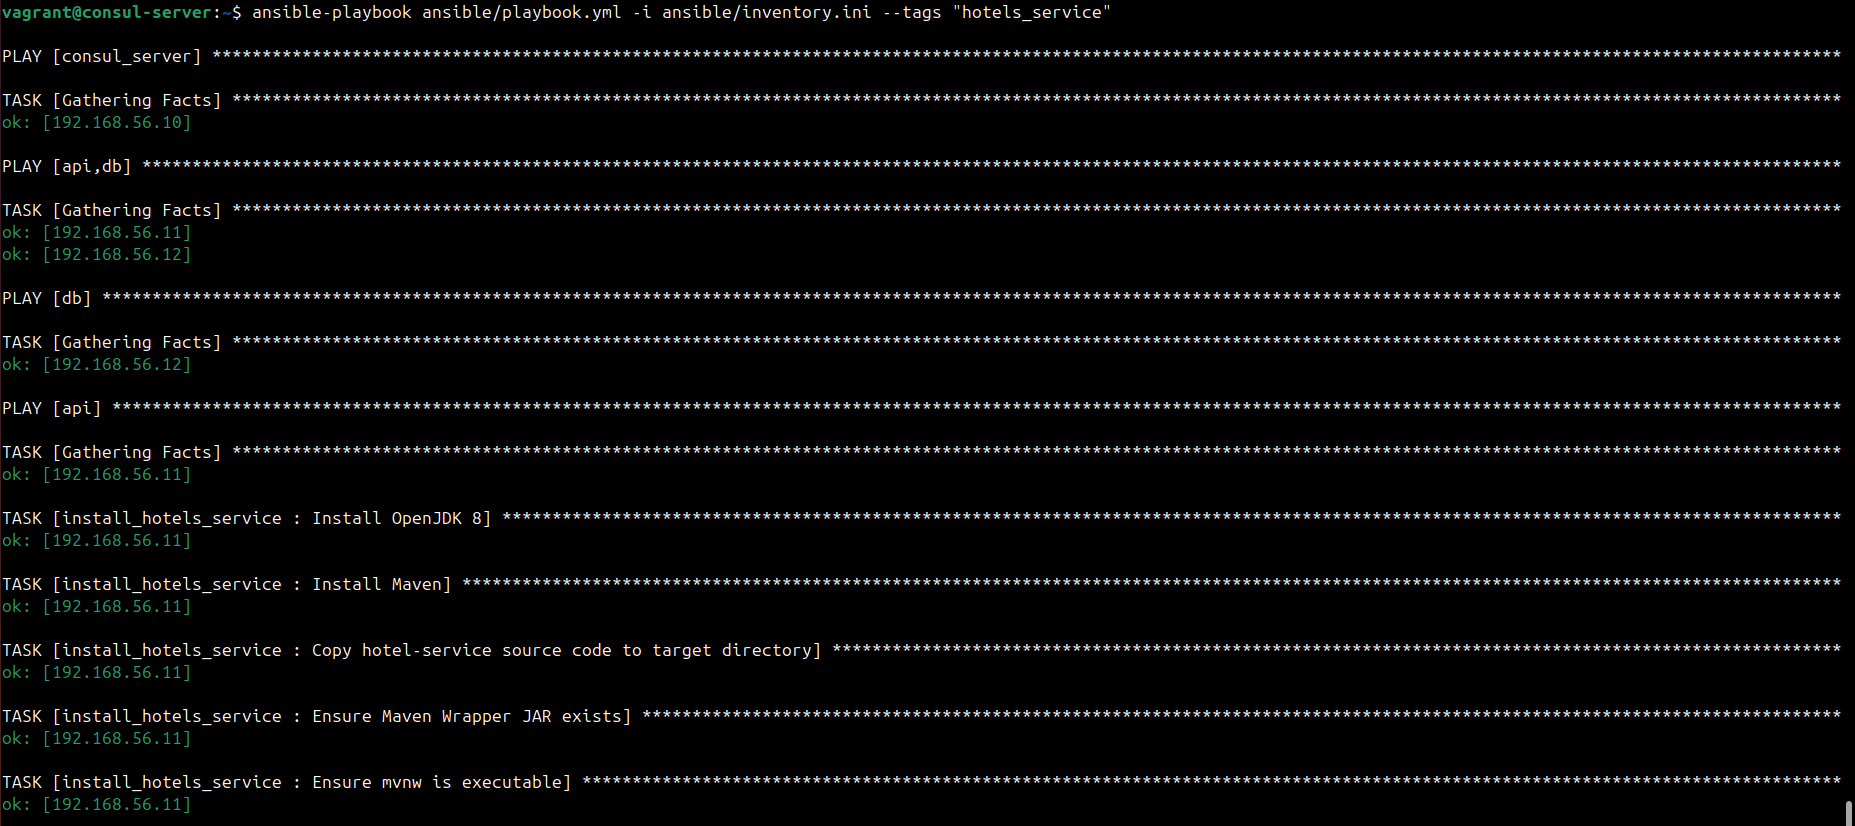 vagrant@consul-server:~$ ansible-playbook ansible/playbook.yml -i ansible/inventory.ini --tags "hotels_service"
PLAY [consul_server] ***********************************************************************************************************************************************************************
TASK [Gathering Facts] *********************************************************************************************************************************************************************
ok: [192.168.56.10]
PLAY [api,db] ******************************************************************************************************************************************************************************
TASK [Gathering Facts] *********************************************************************************************************************************************************************
ok: [192.168.56.11]
ok: [192.168.56.12]
PLAY [db] **********************************************************************************************************************************************************************************
TASK [Gathering Facts] *********************************************************************************************************************************************************************
ok: [192.168.56.12]
PLAY [api] *********************************************************************************************************************************************************************************
TASK [Gathering Facts] *********************************************************************************************************************************************************************
ok: [192.168.56.11]
TASK [install_hotels_service : Install OpenJDK 8] ******************************************************************************************************************************************
ok: [192.168.56.11]
TASK [install_hotels_service : Install Maven] **********************************************************************************************************************************************
ok: [192.168.56.11]
TASK [install_hotels_service : Copy hotel-service source code to target directory] *********************************************************************************************************
ok: [192.168.56.11]
TASK [install_hotels_service : Ensure Maven Wrapper JAR exists] ****************************************************************************************************************************
ok: [192.168.56.11]
TASK [install_hotels_service : Ensure mvnw is executable] **********************************************************************************************************************************
ok: [192.168.56.11]